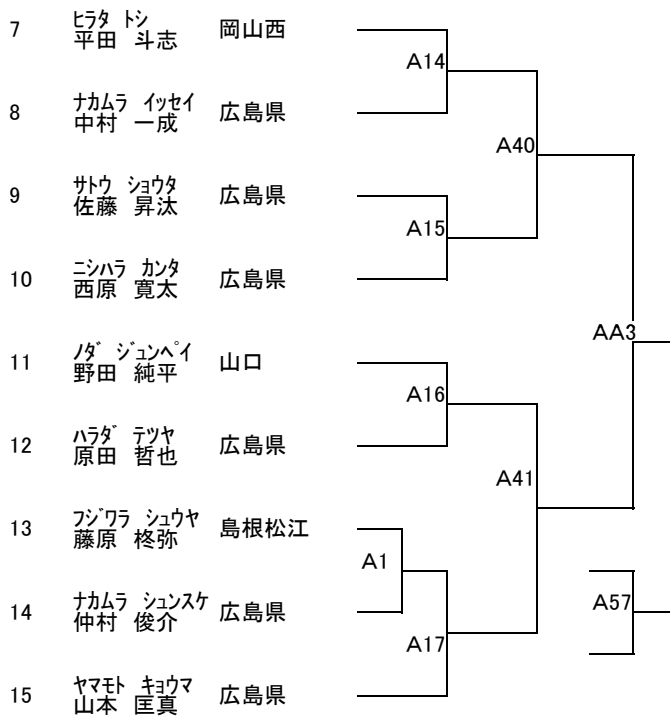 7 ﾋﾗﾀ ﾄｼ
平田 斗志 岡山西
A14
8 ﾅｶﾑﾗ ｲｯｾｲ
中村 一成 広島県
A40
9 ｻﾄｳ ｼｮｳﾀ
佐藤 昇汰 広島県
A15
10 ﾆｼﾊﾗ ｶﾝﾀ
西原 寛太 広島県
AA3
11 ﾉﾀﾞ ｼﾞｭﾝﾍﾟｲ
野田 純平 山口
A16
12 ﾊﾗﾀﾞ ﾃﾂﾔ
原田 哲也 広島県
A41
13 ﾌｼﾞﾜﾗ ｼｭｳﾔ
藤原 柊弥 島根松江
A1
14 ﾅｶﾑﾗ ｼｭﾝｽｹ
仲村 俊介 広島県
A57
A17
15 ﾔﾏﾓﾄ ｷｮｳﾏ
山本 匡真 広島県